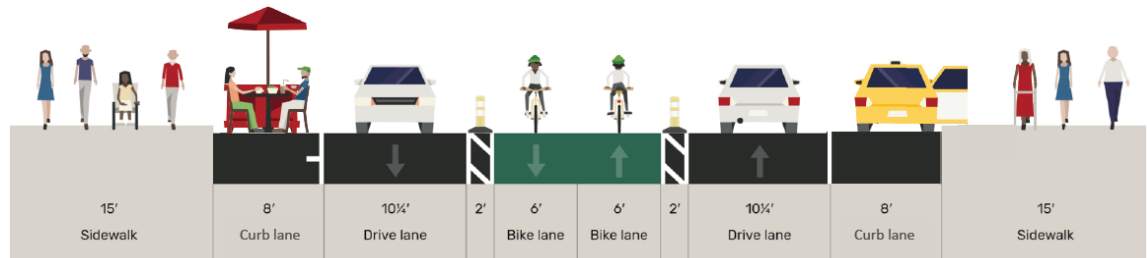 15’
Sidewalk
8’
Curb lane
10¼’
Drive lane
2’
6’
Bike lane
6’
Bike lane
2’
10¼’
Drive lane
8’
Curb lane
15’
Sidewalk